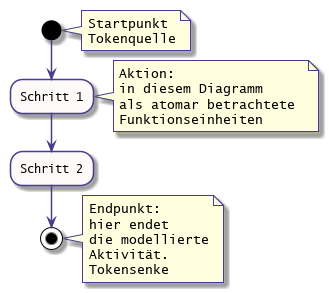 Startpunkt
Tokenquelle
Aktion:
in diesem Diagramm
als atomar betrachtete
Funktionseinheiten
Schritt 1
Schritt 2
Endpunkt:
hier endet
die modellierte
Aktivität.
Tokensenke